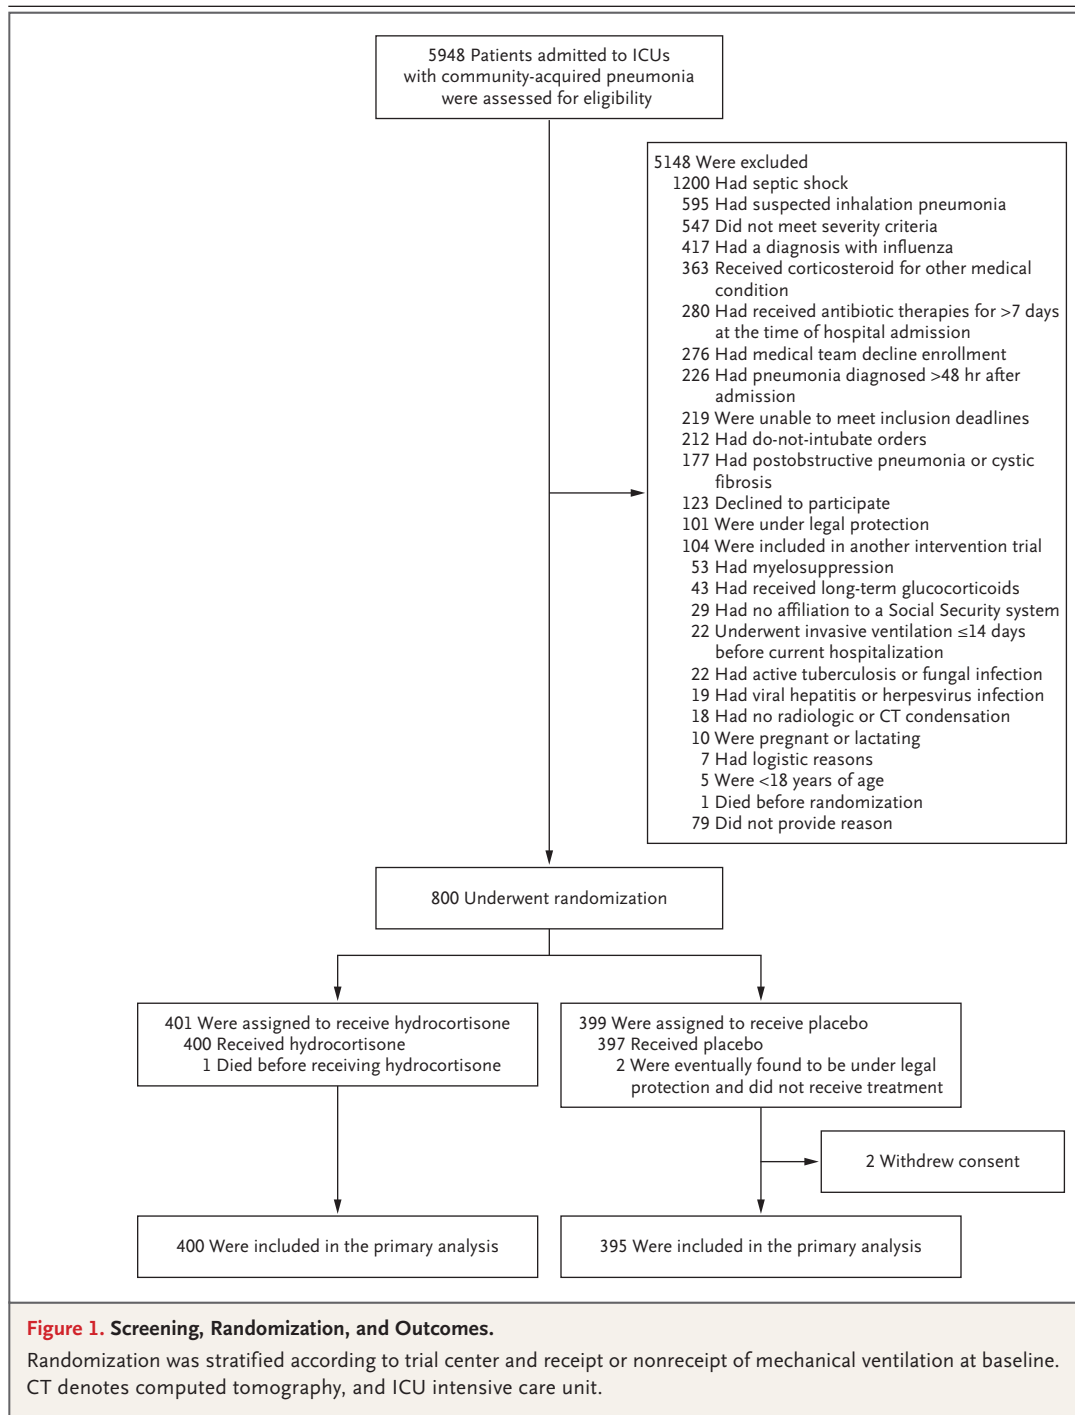 5948 Patients admitted to ICUs
with community-acquired pneumonia
were assessed for eligibility
5148 Were excluded
1200 Had septic shock
595 Had suspected inhalation pneumonia
547 Did not meet severity criteria
417 Had a diagnosis with influenza
363 Received corticosteroid for other medical
condition
280 Had received antibiotic therapies for >7 days
at the time of hospital admission
276 Had medical team decline enrollment
226 Had pneumonia diagnosed >48 hr after
admission
219 Were unable to meet inclusion deadlines
212 Had do-not-intubate orders
177 Had postobstructive pneumonia or cystic
fibrosis
123 Declined to participate
101 Were under legal protection
104 Were included in another intervention trial
53 Had myelosuppression
43 Had received long-term glucocorticoids
29 Had no affiliation to a Social Security system
22 Underwent invasive ventilation ≤14 days
before current hospitalization
22 Had active tuberculosis or fungal infection
19 Had viral hepatitis or herpesvirus infection
18 Had no radiologic or CT condensation
10 Were pregnant or lactating
7 Had logistic reasons
5 Were <18 years of age
1 Died before randomization
79 Did not provide reason
800 Underwent randomization
401 Were assigned to receive hydrocortisone
400 Received hydrocortisone
1 Died before receiving hydrocortisone
399 Were assigned to receive placebo
397 Received placebo
2 Were eventually found to be under legal
protection and did not receive treatment
2 Withdrew consent
400 Were included in the primary analysis
395 Were included in the primary analysis
Figure 1. Screening, Randomization, and Outcomes.
Randomization was stratified according to trial center and receipt or nonreceipt of mechanical ventilation at baseline.
CT denotes computed tomography, and ICU intensive care unit.